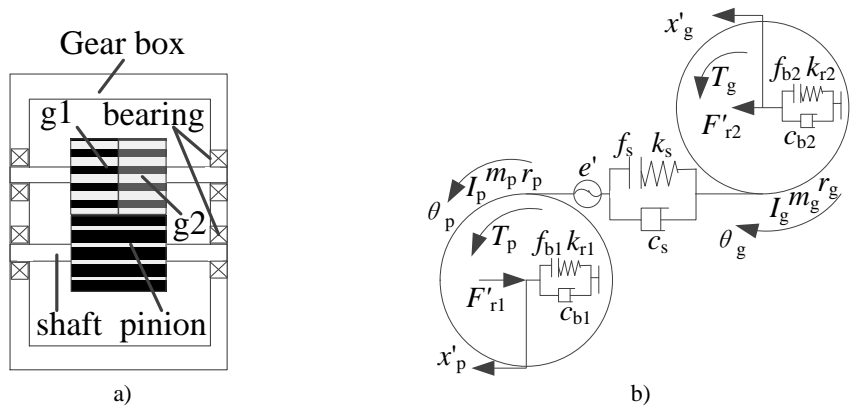 Gear box
g1
bearing
g2
shaft
pinion
a)
x'g
Tg
fb2 kr2
F'r2
cb2
fs
ks
e'
cs
Ip mp rp
θp
Ig mg rg
θg
Tp
fb1 kr1
F'r1
cb1
x'p
b)